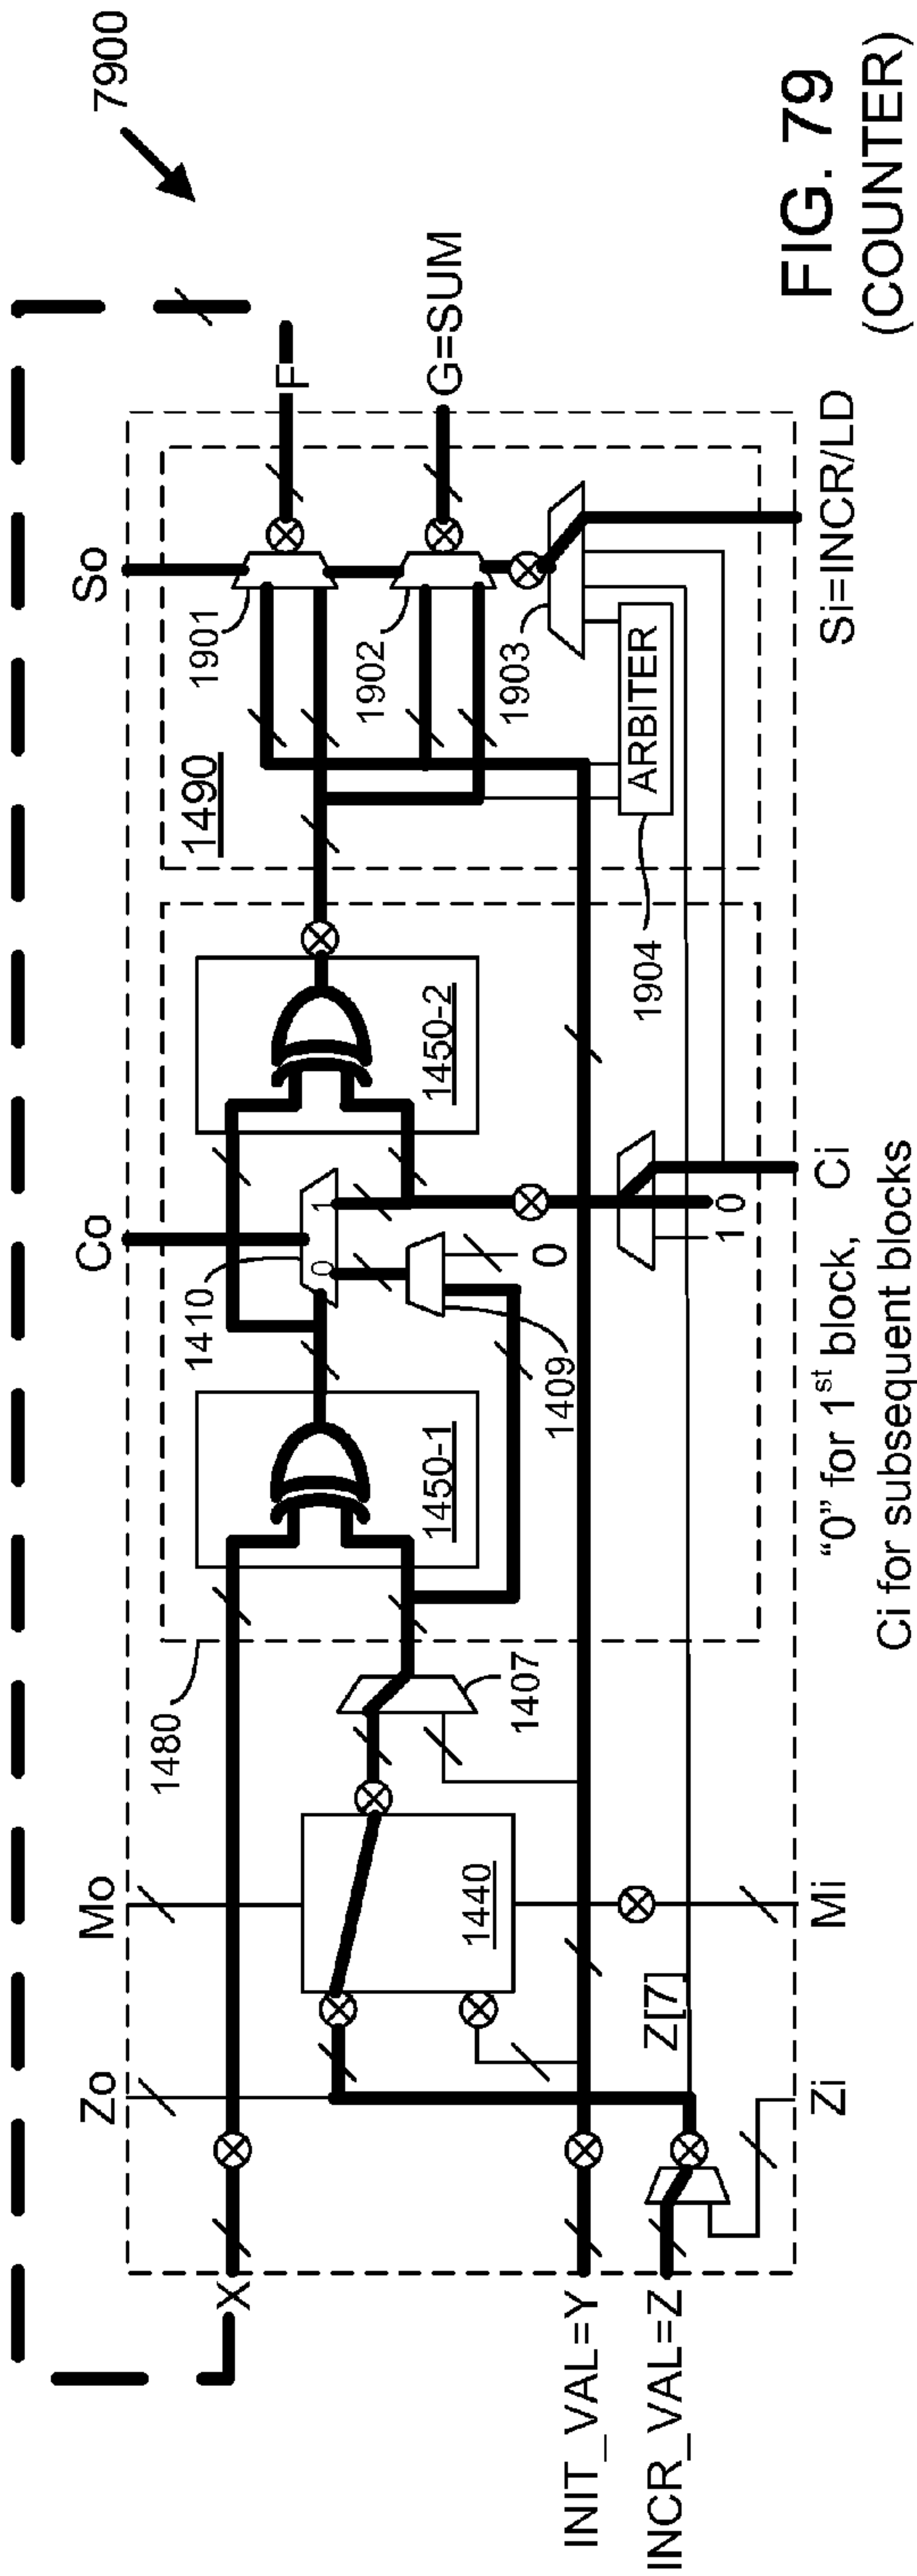 7900
So
Co
Mo
Zo
F
G=SUM
1901
1902
1903
1490
ARBITER
1904
1450-2
1410
0
1
1409
0
1450-1
1480
1407
1440
Z[7]
1 0
X
INIT_VAL=Y
INCR_VAL=Z
Zi
Mi
Ci
Si=INCR/LD
"0" for 1st block,
Ci for subsequent blocks
FIG. 79
(COUNTER)